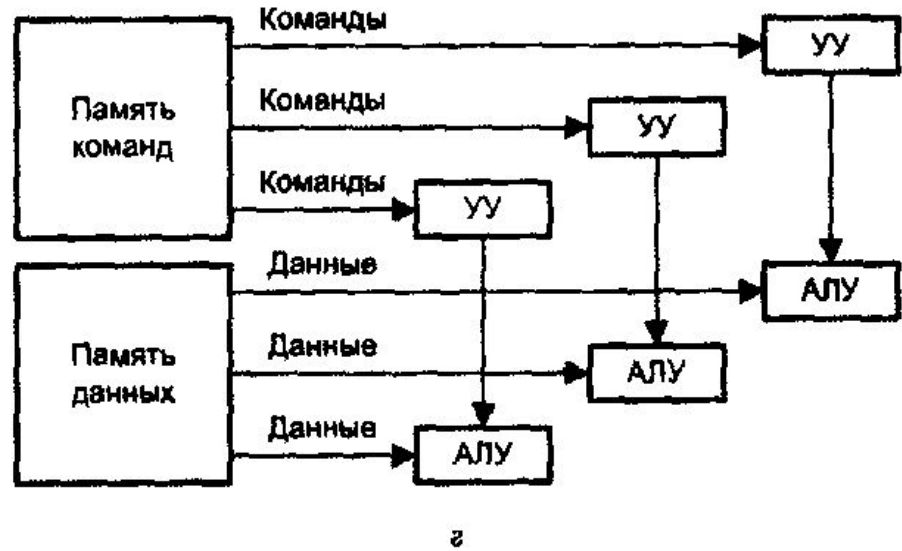 Команды
УУ
Команды
УУ
Память
команд
Команды
УУ
Данные
АЛУ
Данные
АЛУ
Память
данных
Данные
АЛУ
г